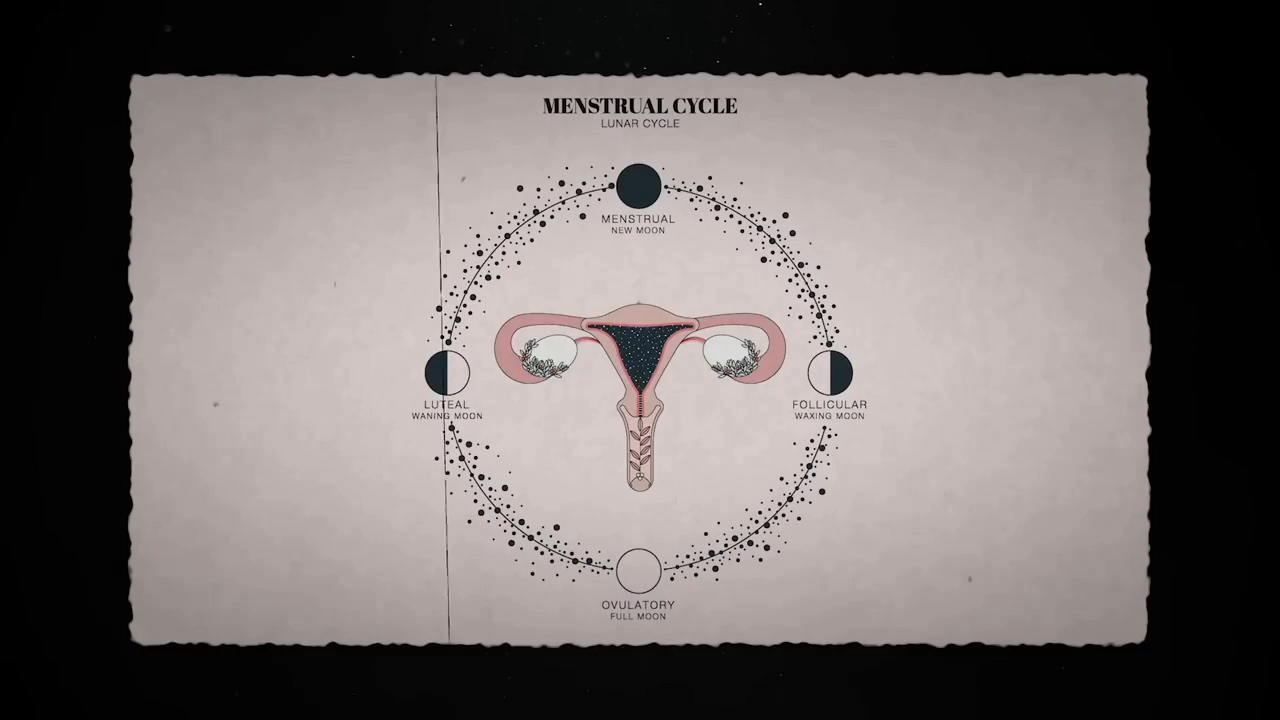 MENSTRUAL CYCLE
LUNAR CYCLE
MENSTRUAL
NEW MOON
LUTEAL
WANING MOON
FOLLICULAR
WAXING MOON
OVULATORY
FULL MOON